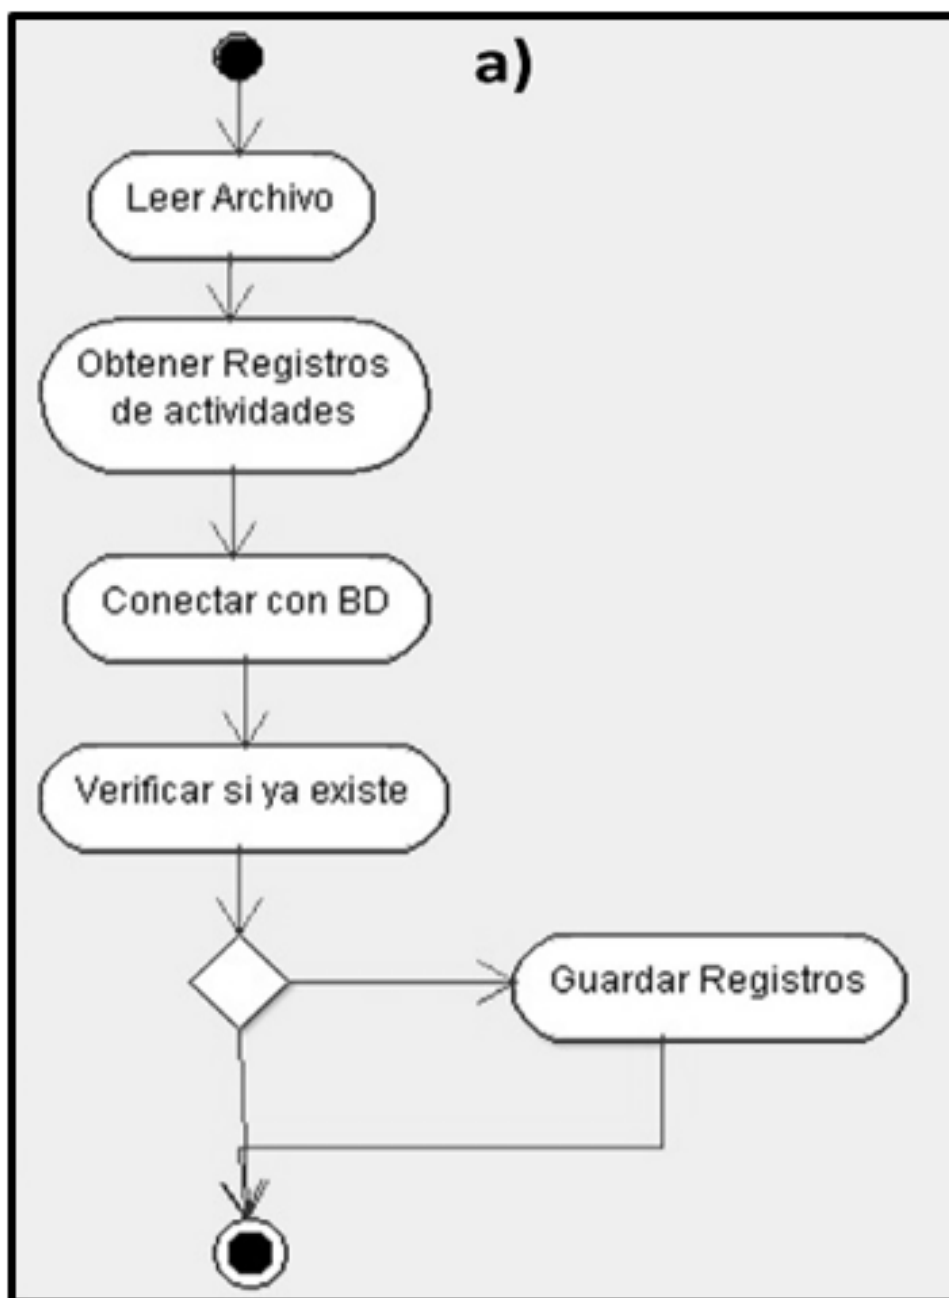 a)
Leer Archivo
Obtener Registros
de actividades
Conectar con BD
Verificar si ya existe
Guardar Registros